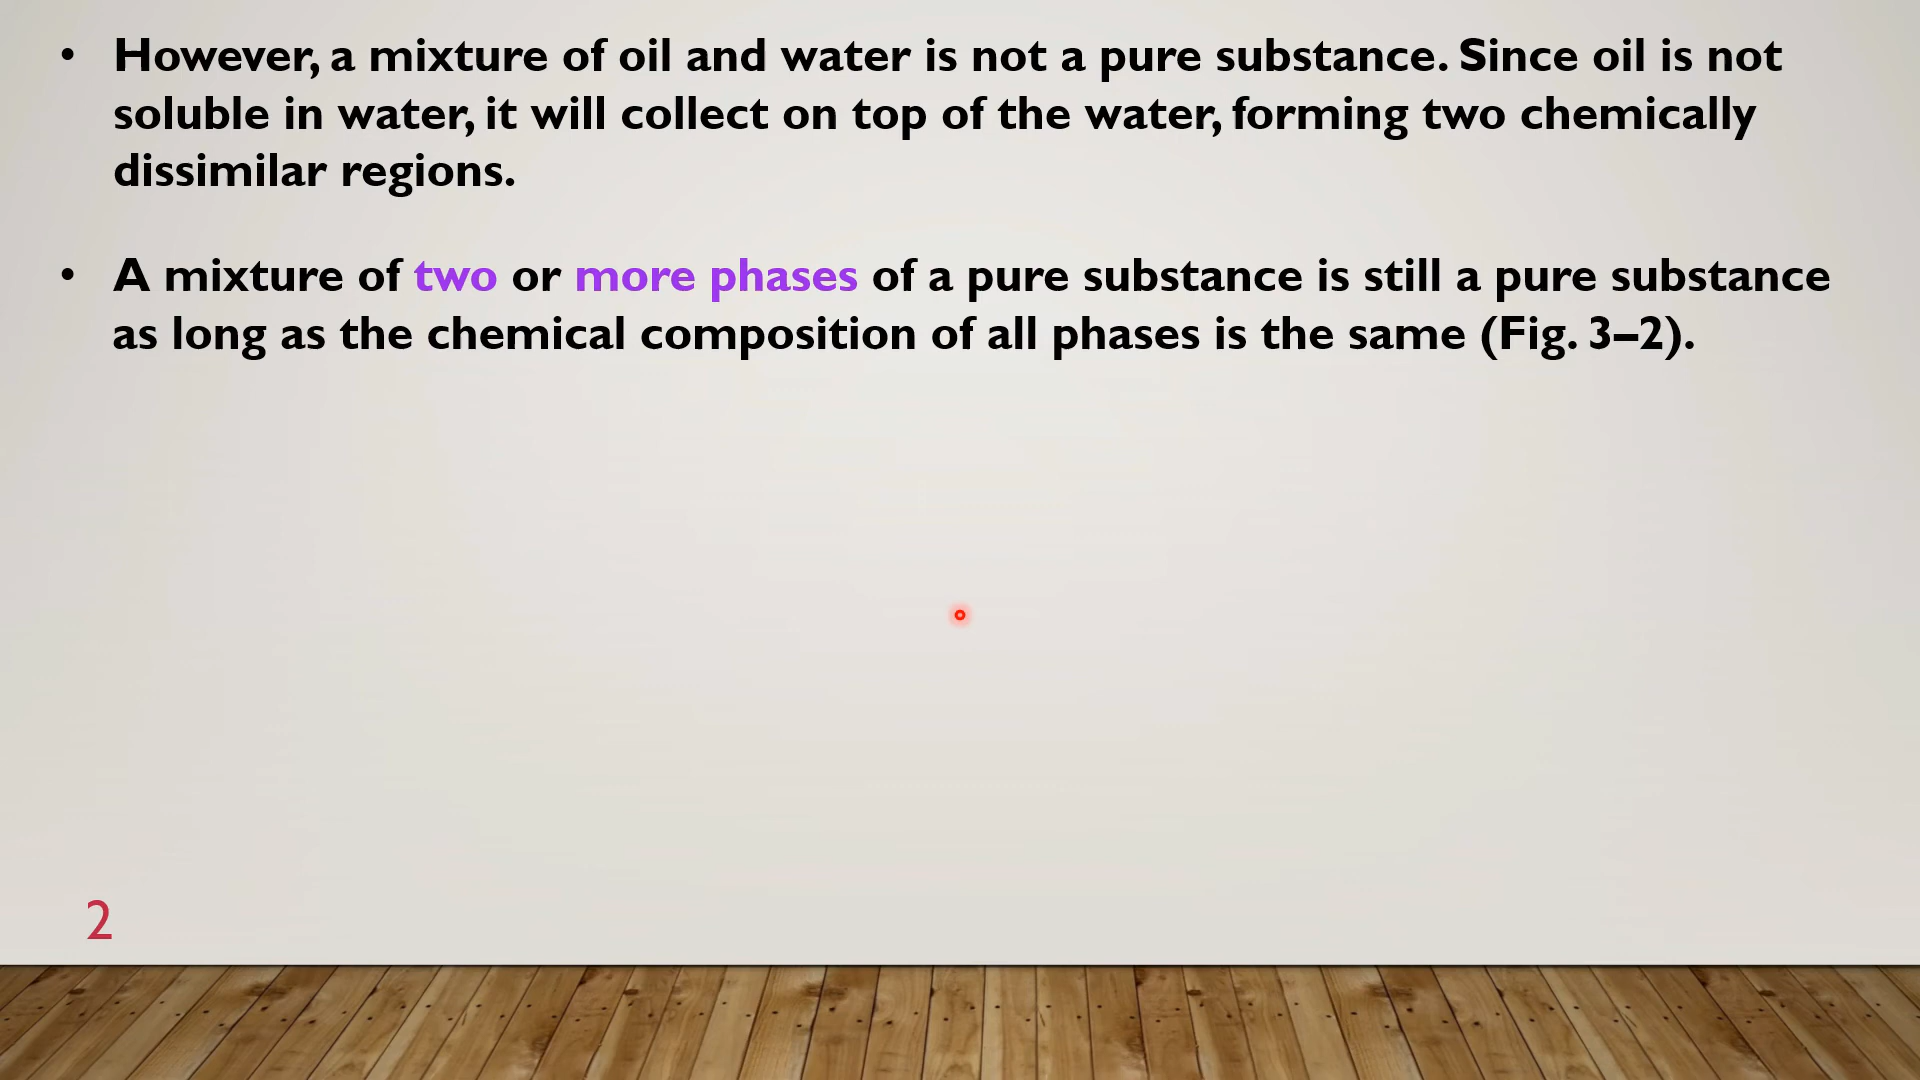 • However, a mixture of oil and water is not a pure substance. Since oil is not
soluble in water, it will collect on top of the water, forming two chemically
dissimilar regions.
• A mixture of two or more phases of a pure substance is still a pure substance
as long as the chemical composition of all phases is the same (Fig. 3–2).
2